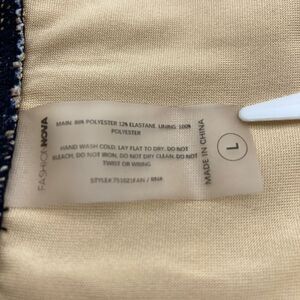 FASHIONNOVA
MAIN: 88% POLYESTER 12% ELASTANE. LINING: 100%
POLYESTER
HAND WASH COLD, LAY FLAT TO DRY. DO NOT
BLEACH, DO NOT IRON, DO NOT DRY CLEAN. DO NOT
TWIST OR WRING
MADE IN CHINA
L